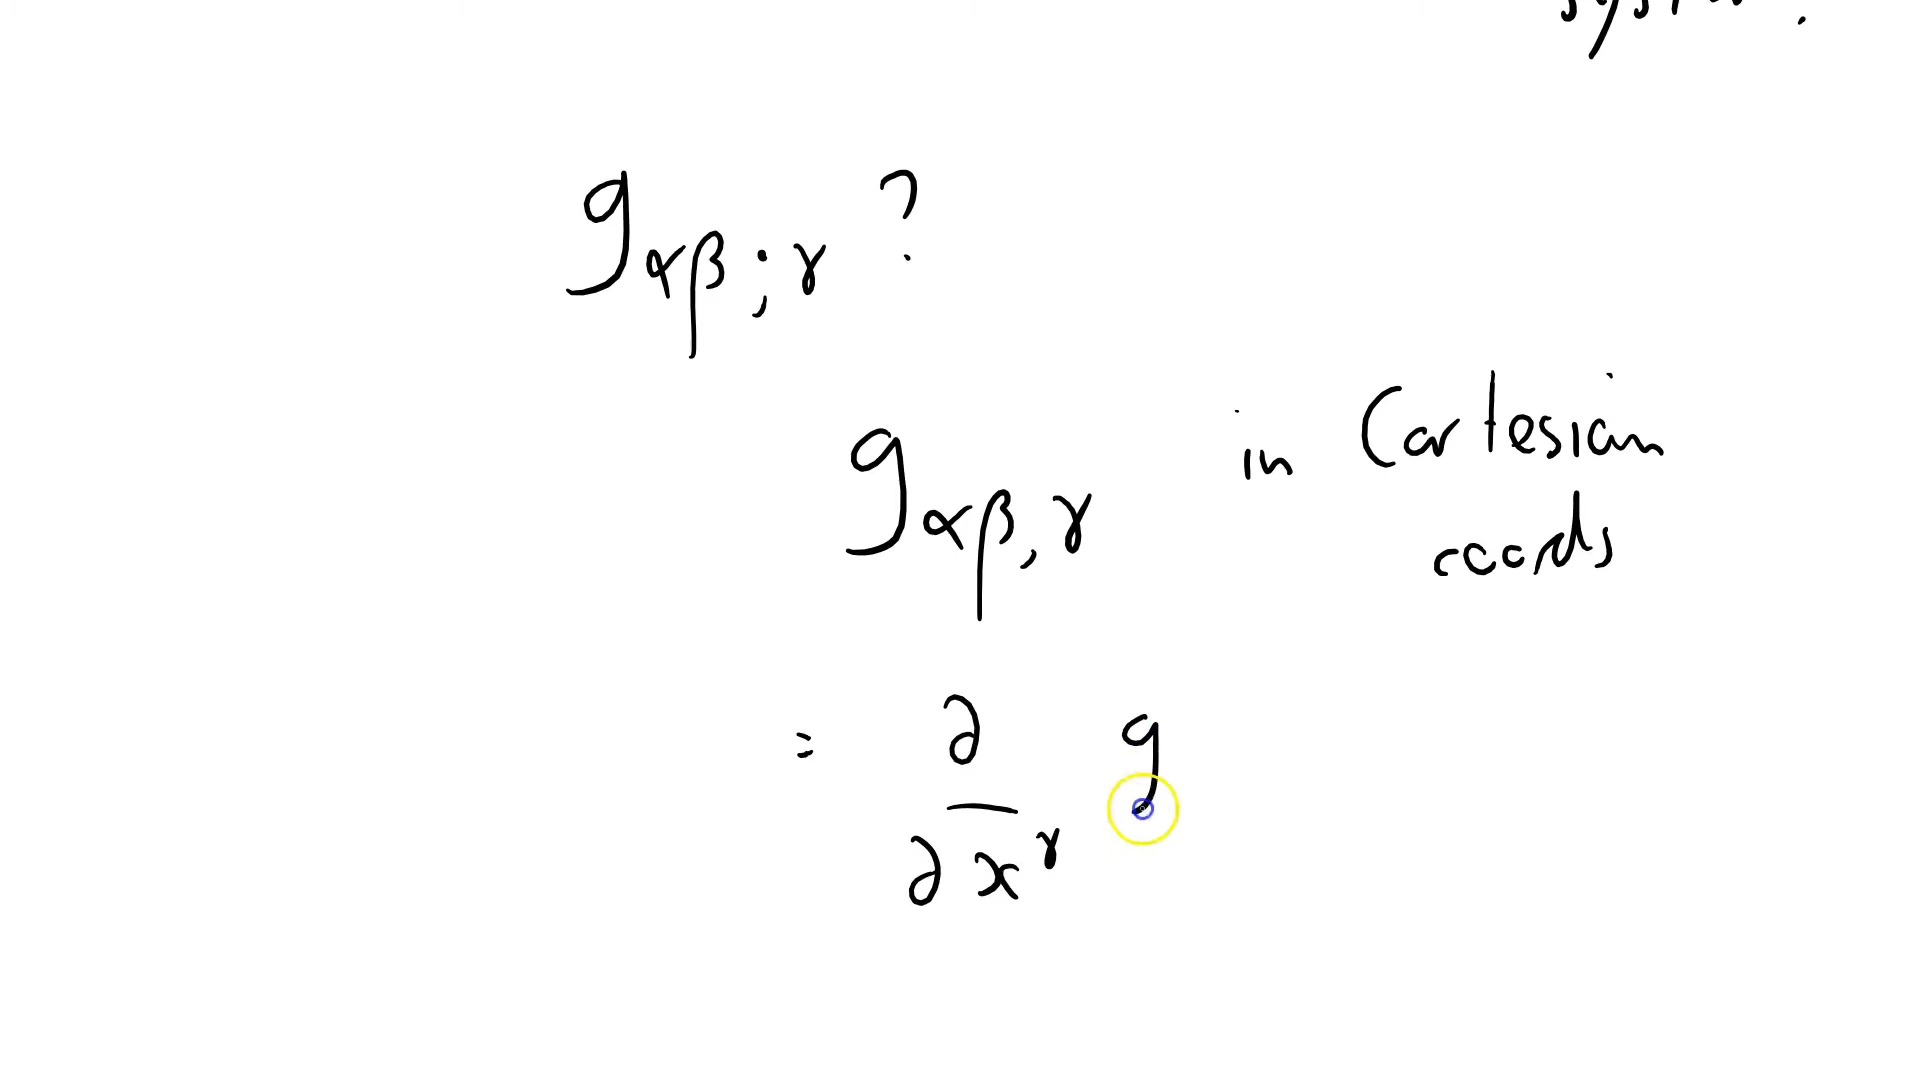 g_{αβ;γ} ?
g_{αβ,γ} in Cartesian
coords
= ∂/∂x^γ g